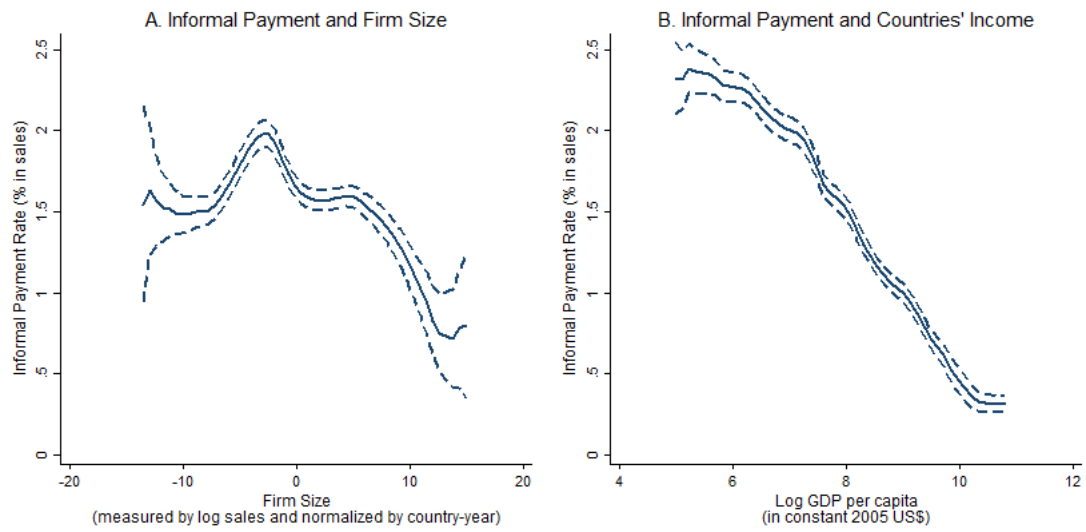 A. Informal Payment and Firm Size
Informal Payment Rate (% in sales)
2.5
2
1.5
1
.5
0
-20
-10
0
10
20
Firm Size
(measured by log sales and normalized by country-year)
B. Informal Payment and Countries' Income
Informal Payment Rate (% in sales)
2.5
2
1.5
1
.5
0
4
6
8
10
12
Log GDP per capita
(in constant 2005 US$)